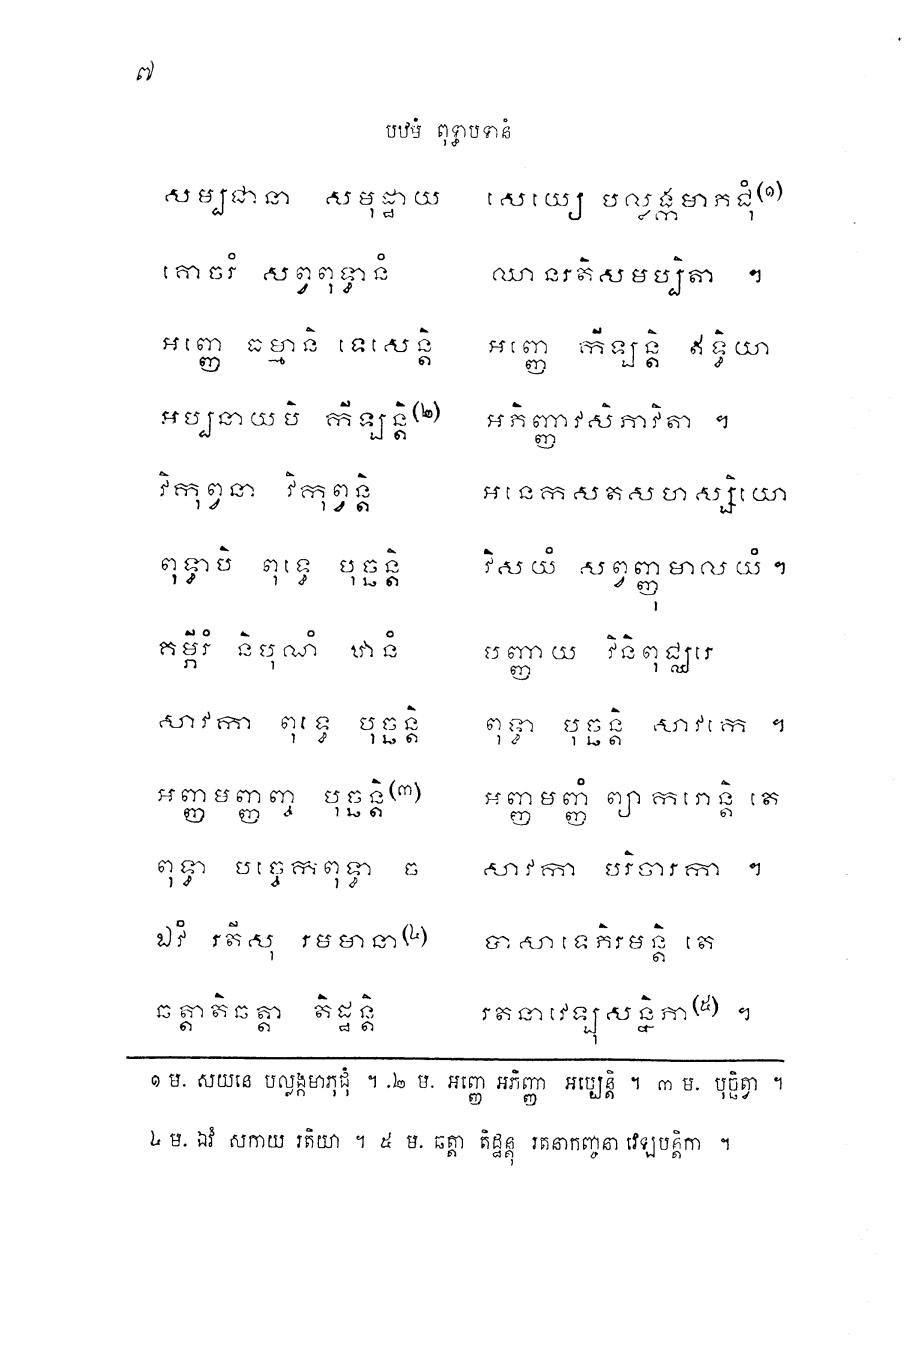 ៧
បឋមំ ពុទ្ធាបទានំ
សម្បជានា សមុដ្ឋាយ សេយ្យេ បល្លង្កមាភជុំ(១)
គោចរំ សព្វពុទ្ធានំ ឈានរតិសមប្បិតា ។
អញ្ញេ ធម្មានិ ទេសេន្តិ អញ្ញេ កីឡន្តិ ឥទ្ធិយា
អប្បនាយបិ កីឡន្តិ(២) អភិញ្ញាវសិភាវិតា ។
វិកុព្វនា វិកុព្វន្តិ អនេកសតសហស្សិយោ
ពុទ្ធាបិ ពុទ្ធេ បុច្ឆន្តិ វិសយំ សព្វញ្ញុមាលយំ ។
គម្ភីរំ និបុណំ ឋានំ បញ្ញាយ វិនិពុជ្ឈរេ
សាវកា ពុទ្ធេ បុច្ឆន្តិ ពុទ្ធា បុច្ឆន្តិ សាវកេ ។
អញ្ញមញ្ញញ្ច បុច្ឆន្តិ(៣) អញ្ញមញ្ញំ ព្យាករោន្តិ តេ
ពុទ្ធា បច្ចេកពុទ្ធា ច សាវកា បរិចារកា ។
ឯវំ រតីសុ រមមានា(៤) បាសាទេភិរមន្តិ តេ
ឆត្តាតិឆត្តា តិដ្ឋន្តិ រតនាវេឡុសន្និភា(៥) ។
១ ម. សយនេ បល្លង្កមាភុជុំ ។ ២ ម. អញ្ញេ អភិញ្ញា អប្បេន្តិ ។ ៣ ម. បុច្ឆិត្វា ។
៤ ម. ឯវំ សកាយ រតិយា ។ ៥ ម. ឆត្តា តិដ្ឋន្តុ រតនាកញ្ចនា វេឡបន្តិកា ។